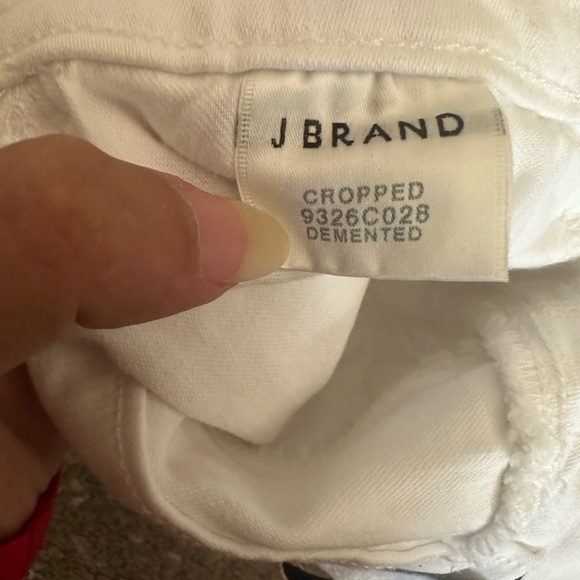 J BRAND
CROPPED
9326C028
DEMENTED